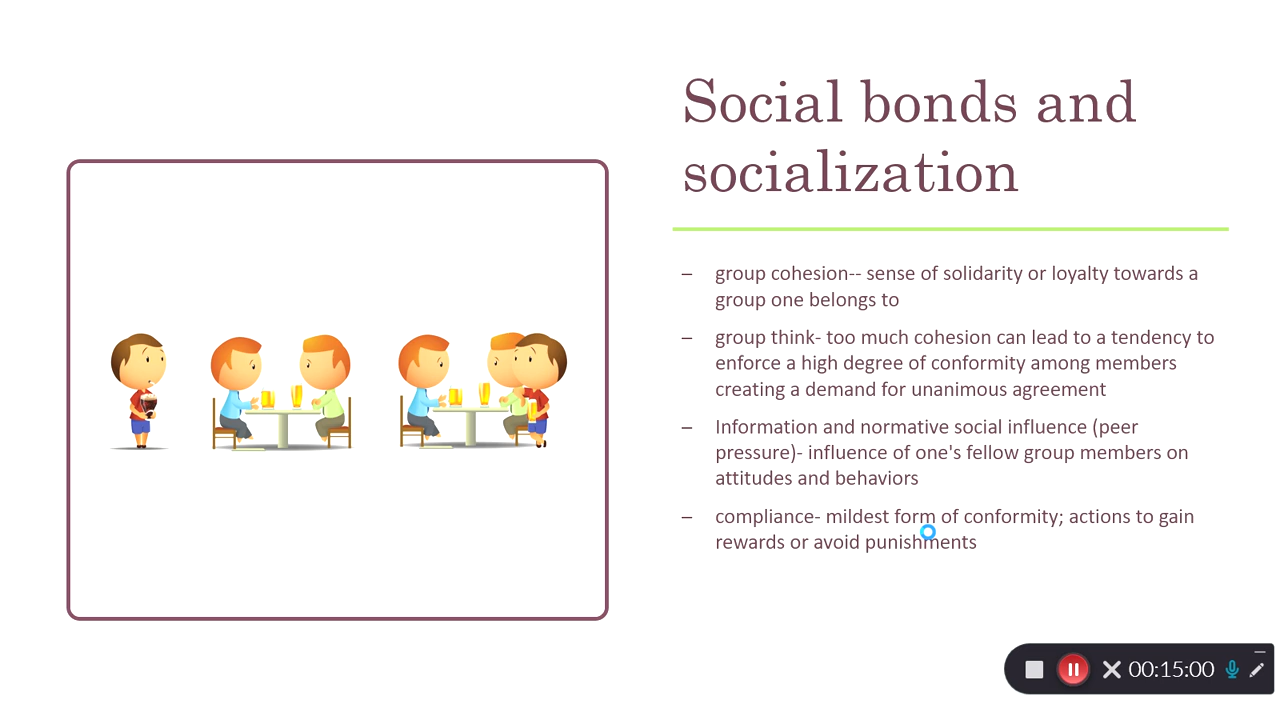 Social bonds and
socialization
– group cohesion-- sense of solidarity or loyalty towards a
group one belongs to
– group think- too much cohesion can lead to a tendency to
enforce a high degree of conformity among members
creating a demand for unanimous agreement
– Information and normative social influence (peer
pressure)- influence of one's fellow group members on
attitudes and behaviors
– compliance- mildest form of conformity; actions to gain
rewards or avoid punishments
00:15:00